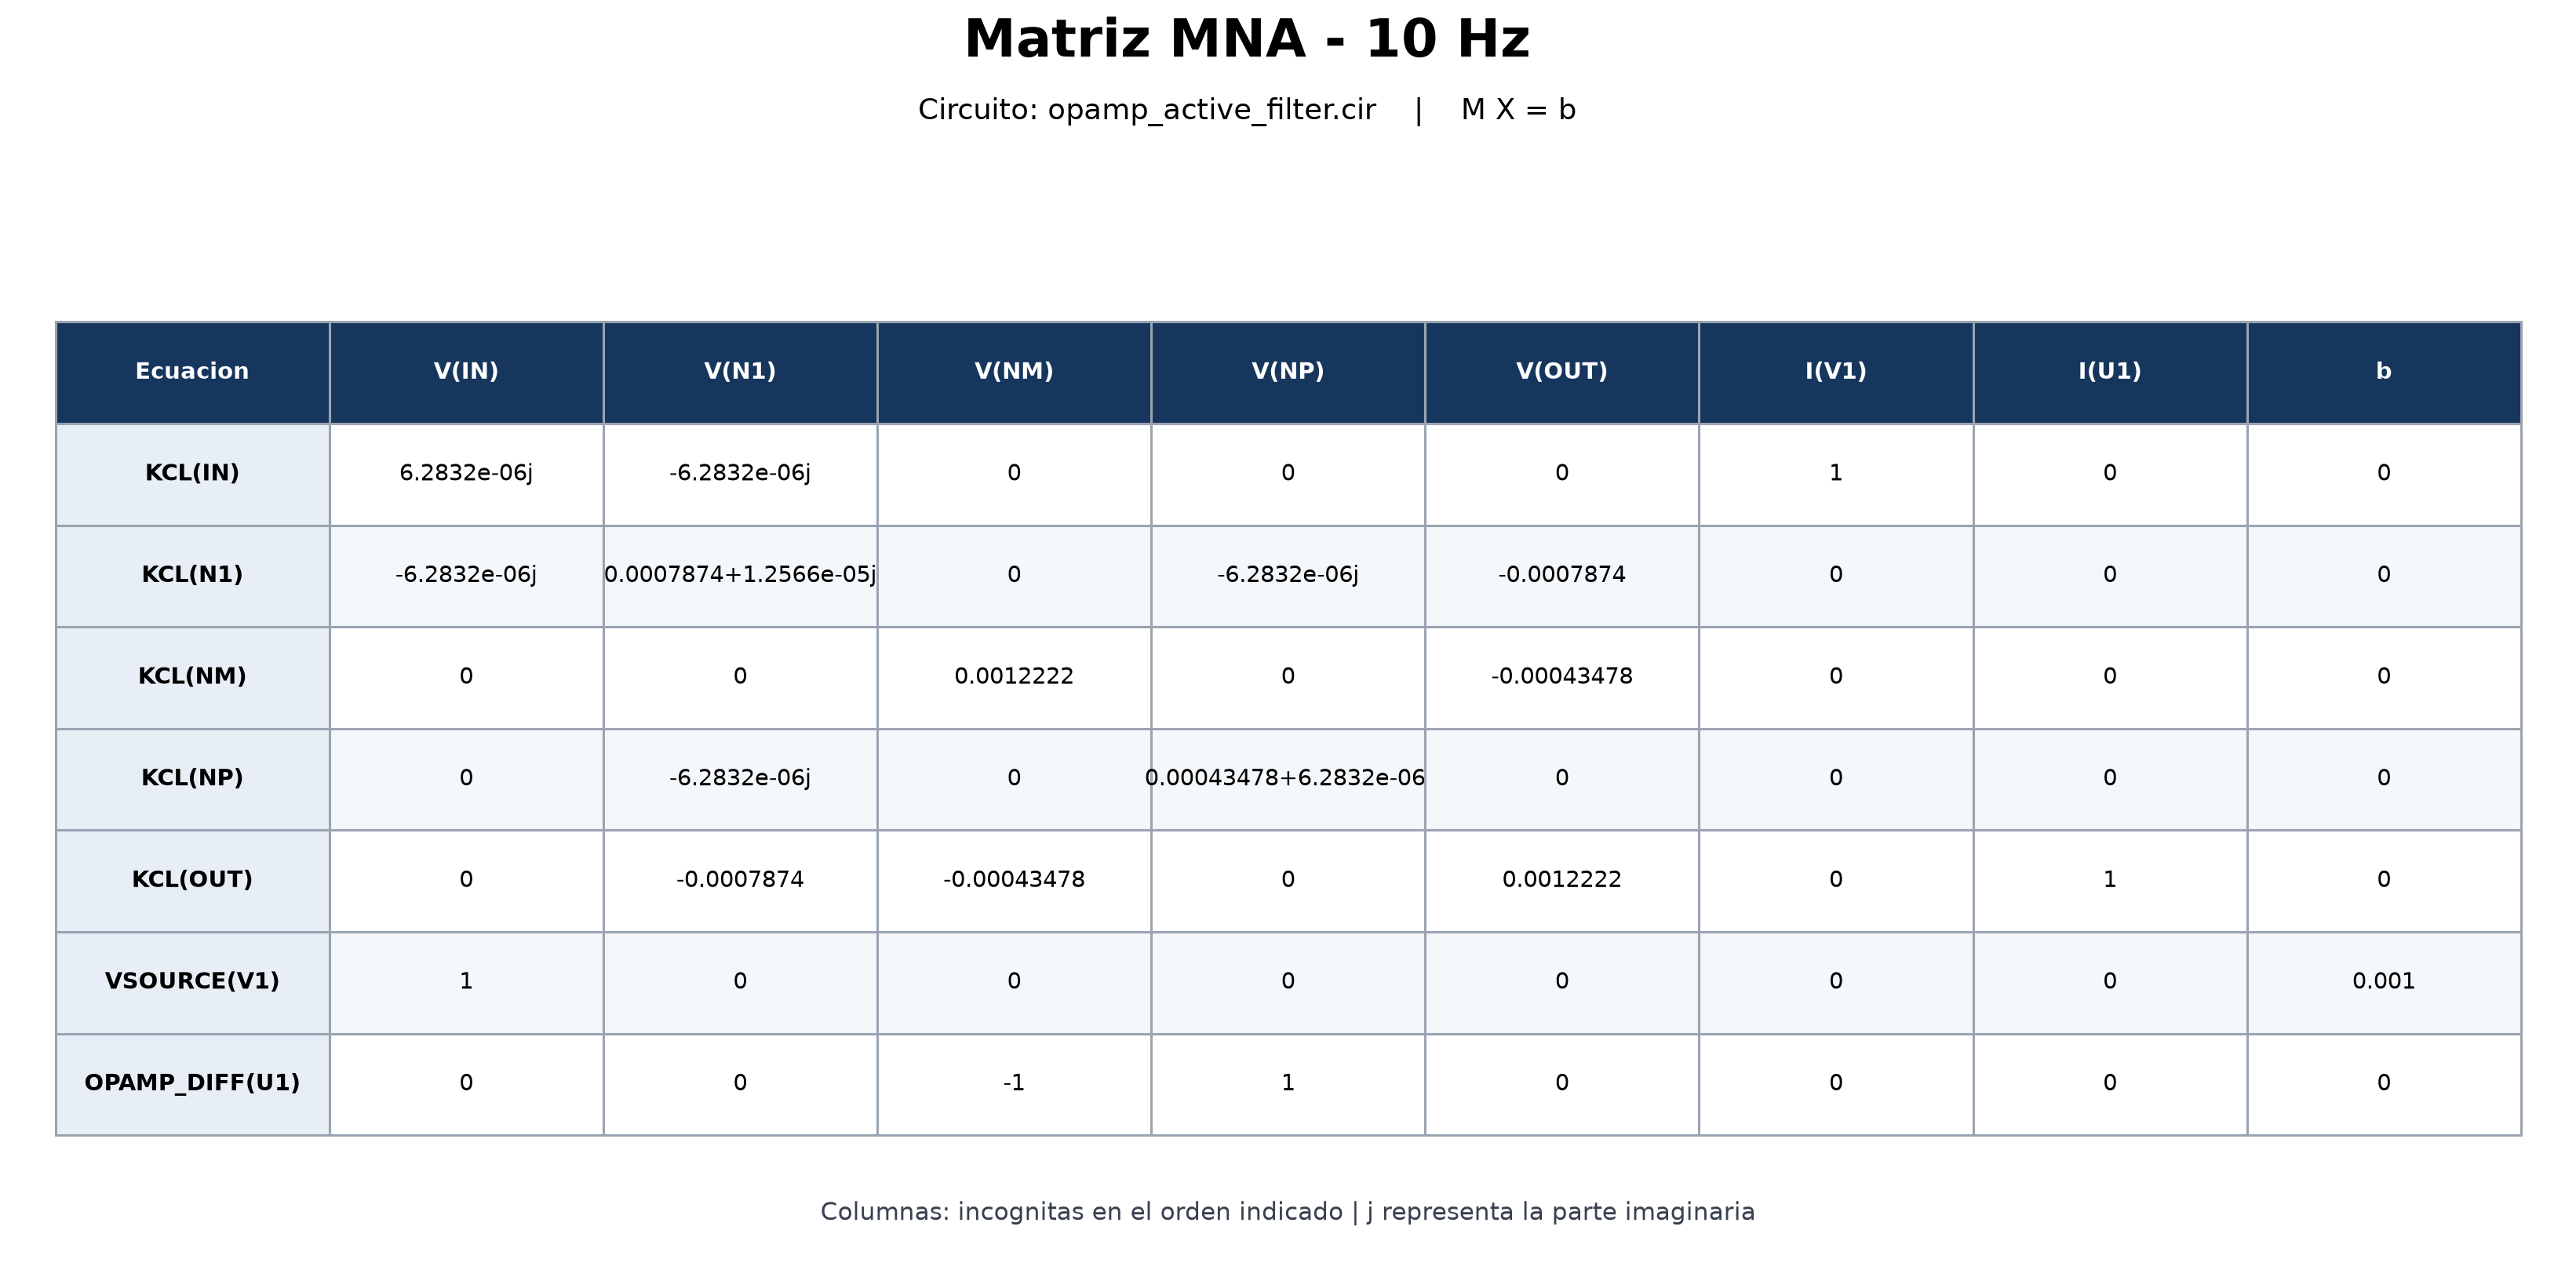 Matriz MNA - 10 Hz
Circuito: opamp_active_filter.cir | M X = b
Ecuacion V(IN) V(N1) V(NM) V(NP) V(OUT) I(V1) I(U1) b
KCL(IN) 6.2832e-06j -6.2832e-06j 0 0 0 1 0 0
KCL(N1) -6.2832e-06j 0.0007874+1.2566e-05j 0 -6.2832e-06j -0.0007874 0 0 0
KCL(NM) 0 0 0.0012222 0 -0.00043478 0 0 0
KCL(NP) 0 -6.2832e-06j 0 0.00043478+6.2832e-06 0 0 0 0
KCL(OUT) 0 -0.0007874 -0.00043478 0 0.0012222 0 1 0
VSOURCE(V1) 1 0 0 0 0 0 0 0.001
OPAMP_DIFF(U1) 0 0 -1 1 0 0 0 0
Columnas: incognitas en el orden indicado | j representa la parte imaginaria